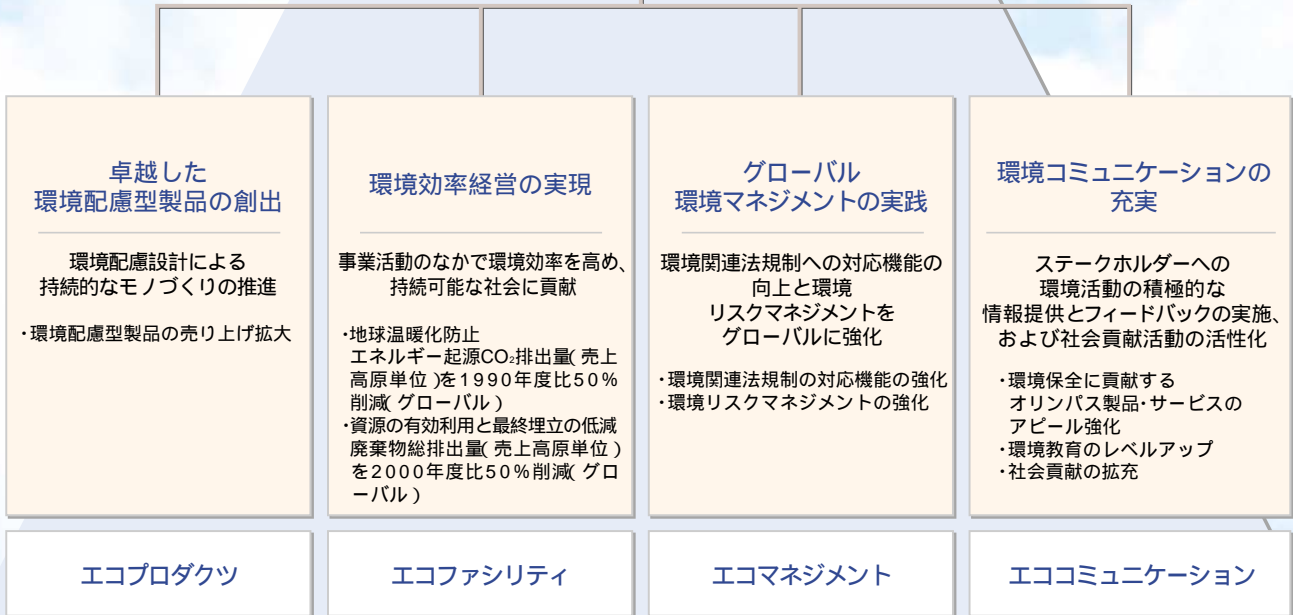 卓越した
環境配慮型製品の創出
環境配慮設計による
持続的なモノづくりの推進
・環境配慮型製品の売り上げ拡大
エコプロダクツ
環境効率経営の実現
事業活動のなかで環境効率を高め、
持続可能な社会に貢献
・地球温暖化防止
エネルギー起源CO₂排出量(売上
高原単位)を1990年度比50%
削減(グローバル)
・資源の有効利用と最終埋立の低減
廃棄物総排出量(売上高原単位)
を2000年度比50%削減(グロ
ーバル)
エコファシリティ
グローバル
環境マネジメントの実践
環境関連法規制への対応機能の
向上と環境
リスクマネジメントを
グローバルに強化
・環境関連法規制の対応機能の強化
・環境リスクマネジメントの強化
エコマネジメント
環境コミュニケーションの
充実
ステークホルダーへの
環境活動の積極的な
情報提供とフィードバックの実施、
および社会貢献活動の活性化
・環境保全に貢献する
オリンパス製品・サービスの
アピール強化
・環境教育のレベルアップ
・社会貢献の拡充
エココミュニケーション